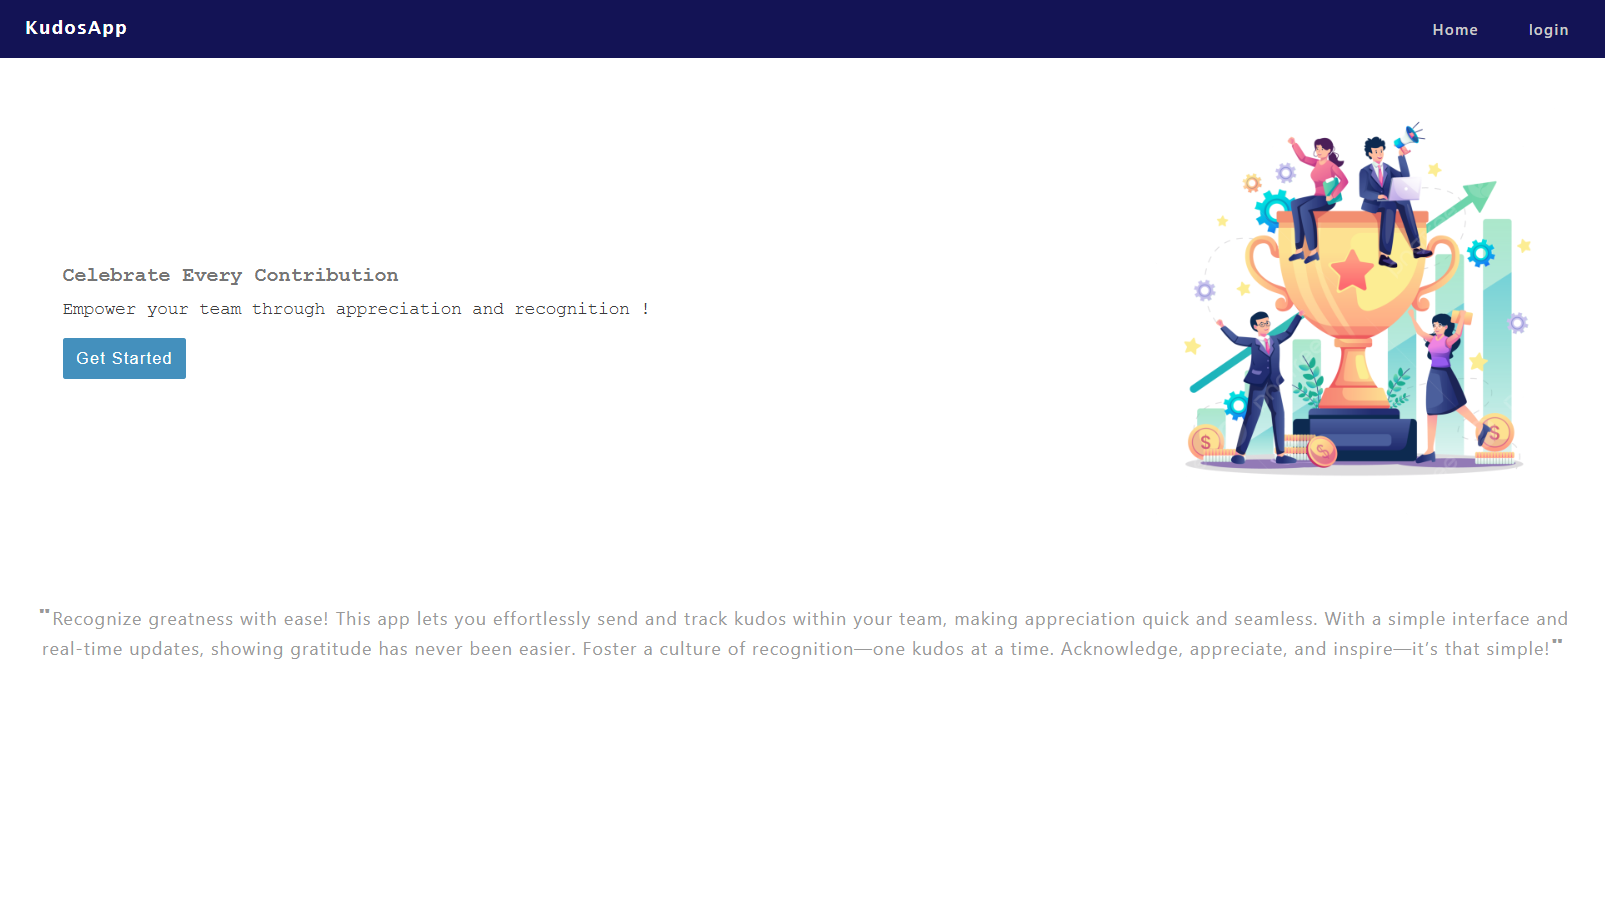 KudosApp
Home
login
Celebrate Every Contribution
Empower your team through appreciation and recognition !
Get Started
"Recognize greatness with ease! This app lets you effortlessly send and track kudos within your team, making appreciation quick and seamless. With a simple interface and
real-time updates, showing gratitude has never been easier. Foster a culture of recognition—one kudos at a time. Acknowledge, appreciate, and inspire—it’s that simple!"
$
$
$